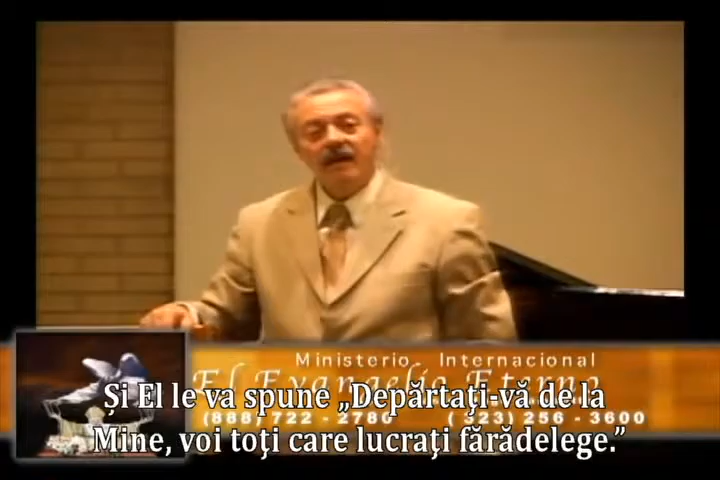 Ministerio Internacional
El Evangelio Eterno
(888) 722 - 2780 (323) 256 - 3600
Și El le va spune „Depărtați-vă de la
Mine, voi toți care lucrați fărădelege.”